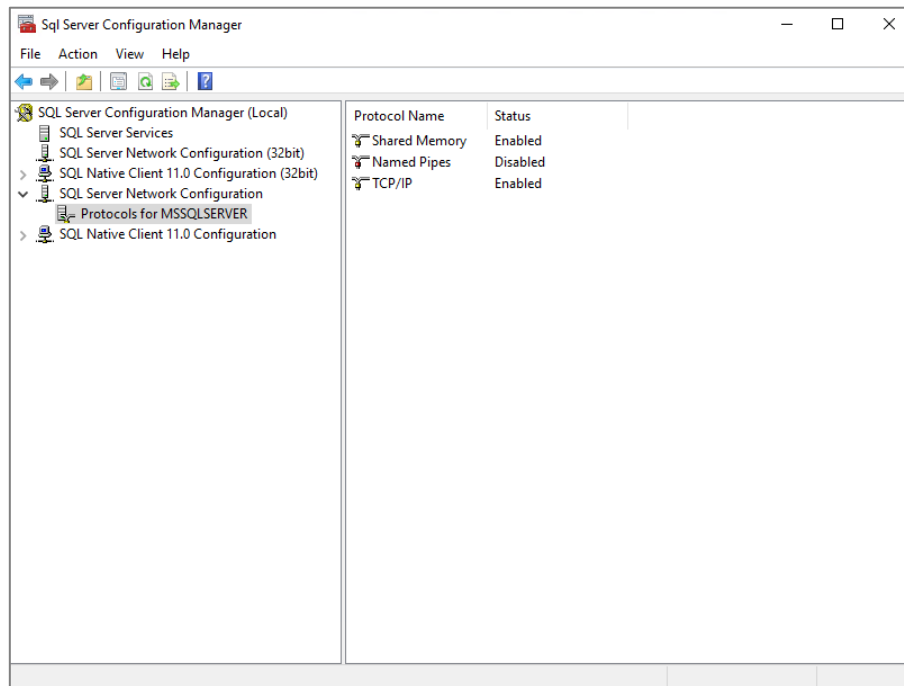 Sql Server Configuration Manager
File Action View Help
SQL Server Configuration Manager (Local)
SQL Server Services
SQL Server Network Configuration (32bit)
SQL Native Client 11.0 Configuration (32bit)
SQL Server Network Configuration
Protocols for MSSQLSERVER
SQL Native Client 11.0 Configuration
Protocol Name Status
Shared Memory Enabled
Named Pipes Disabled
TCP/IP Enabled